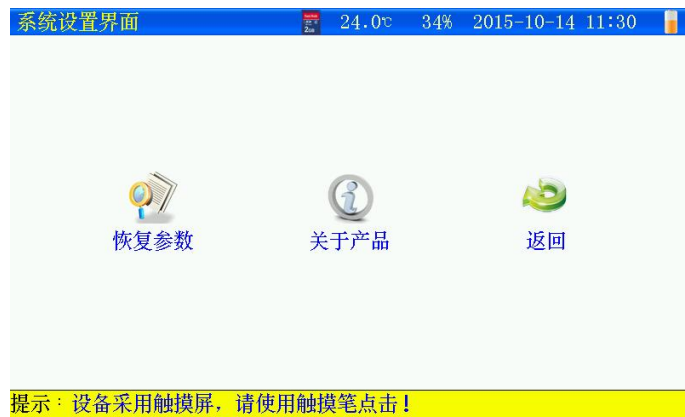 系统设置界面 24.0℃ 34% 2015-10-14 11:30
恢复参数 关于产品 返回
提示:设备采用触摸屏,请使用触摸笔点击!